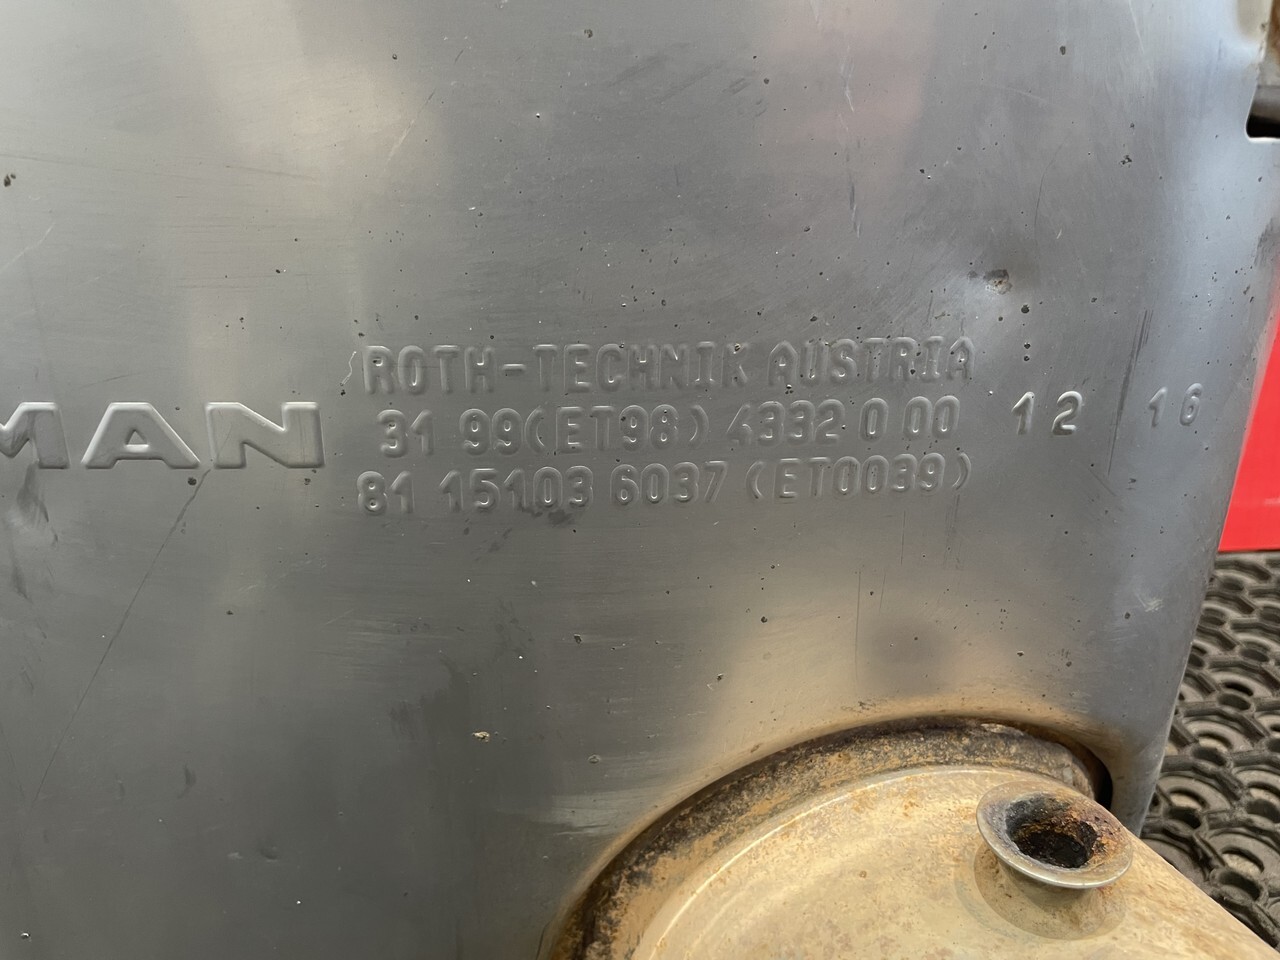 MAN
ROTH-TECHNIK AUSTRIA
31 99(ET98) 4332 0 00 12 16
81 15103 6037 (ET0039)